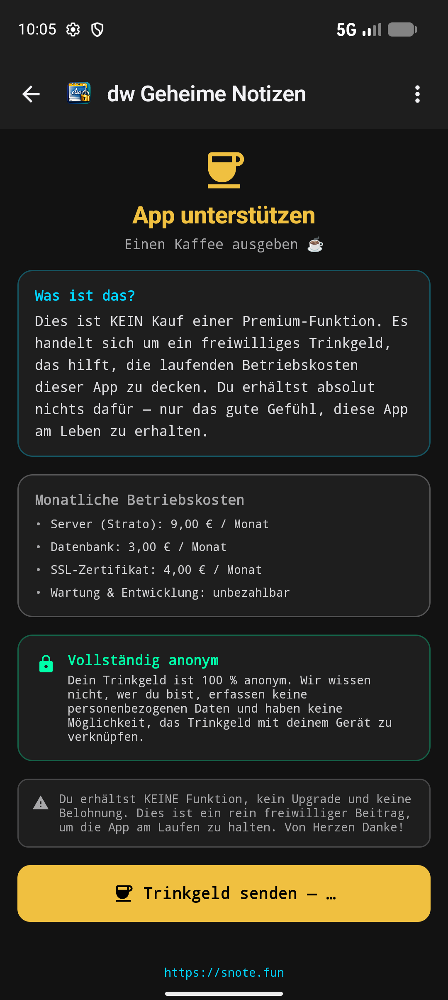 10:05
5G
dw
dw Geheime Notizen
App unterstützen
Einen Kaffee ausgeben ☕
Was ist das?
Dies ist KEIN Kauf einer Premium-Funktion. Es
handelt sich um ein freiwilliges Trinkgeld,
das hilft, die laufenden Betriebskosten
dieser App zu decken. Du erhältst absolut
nichts dafür — nur das gute Gefühl, diese App
am Leben zu erhalten.
Monatliche Betriebskosten
• Server (Strato): 9,00 € / Monat
• Datenbank: 3,00 € / Monat
• SSL-Zertifikat: 4,00 € / Monat
• Wartung & Entwicklung: unbezahlbar
Vollständig anonym
Dein Trinkgeld ist 100 % anonym. Wir wissen
nicht, wer du bist, erfassen keine
personenbezogenen Daten und haben keine
Möglichkeit, das Trinkgeld mit deinem Gerät zu
verknüpfen.
Du erhältst KEINE Funktion, kein Upgrade und keine
Belohnung. Dies ist ein rein freiwilliger Beitrag,
um die App am Laufen zu halten. Von Herzen Danke!
Trinkgeld senden — …
https://snote.fun